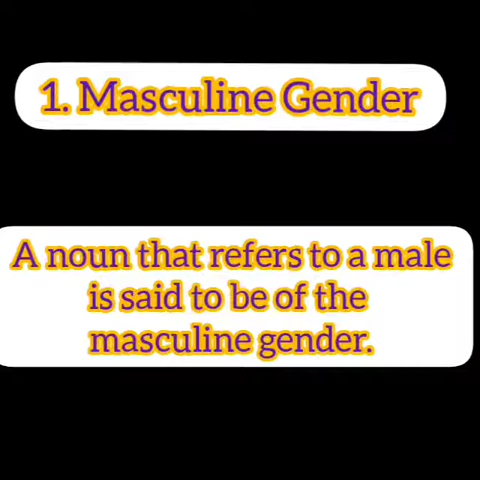 1. Masculine Gender
A noun that refers to a male
is said to be of the
masculine gender.